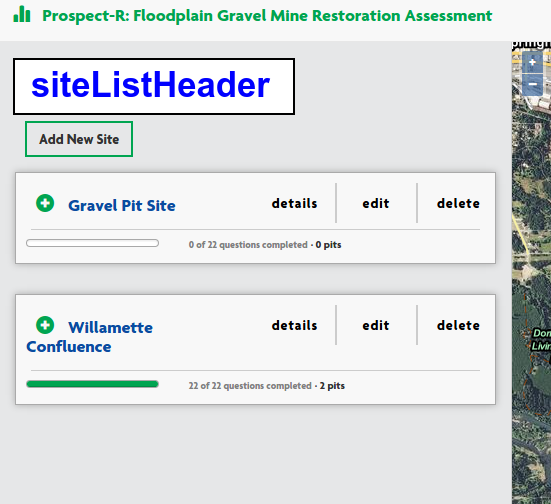 Prospect-R: Floodplain Gravel Mine Restoration Assessment
siteListHeader
Add New Site
Gravel Pit Site details edit delete
0 of 22 questions completed · 0 pits
Willamette details edit delete
Confluence
22 of 22 questions completed · 2 pits